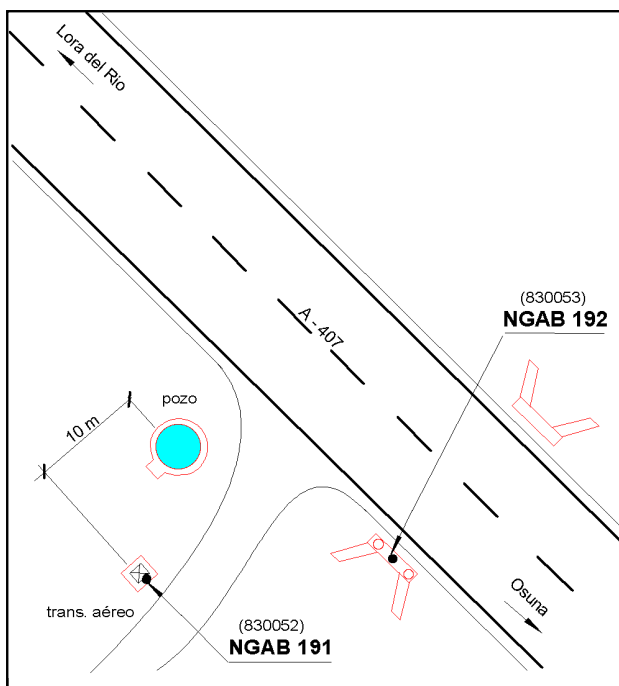 Lora del Rio
A - 407
(830053)
NGAB 192
pozo
10 m
Osuna
trans. aéreo
(830052)
NGAB 191